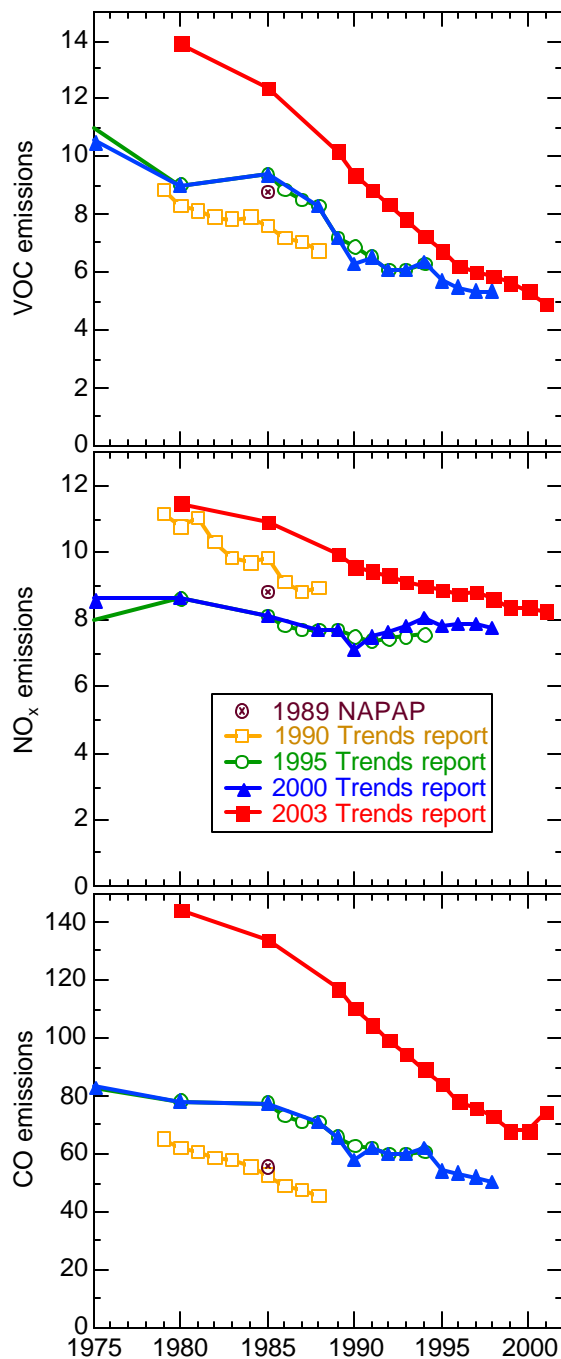 14
12
10
8
6
4
2
0
VOC emissions
12
10
8
6
4
2
0
NOx emissions
1989 NAPAP
1990 Trends report
1995 Trends report
2000 Trends report
2003 Trends report
140
120
100
80
60
40
20
0
CO emissions
1975 1980 1985 1990 1995 2000